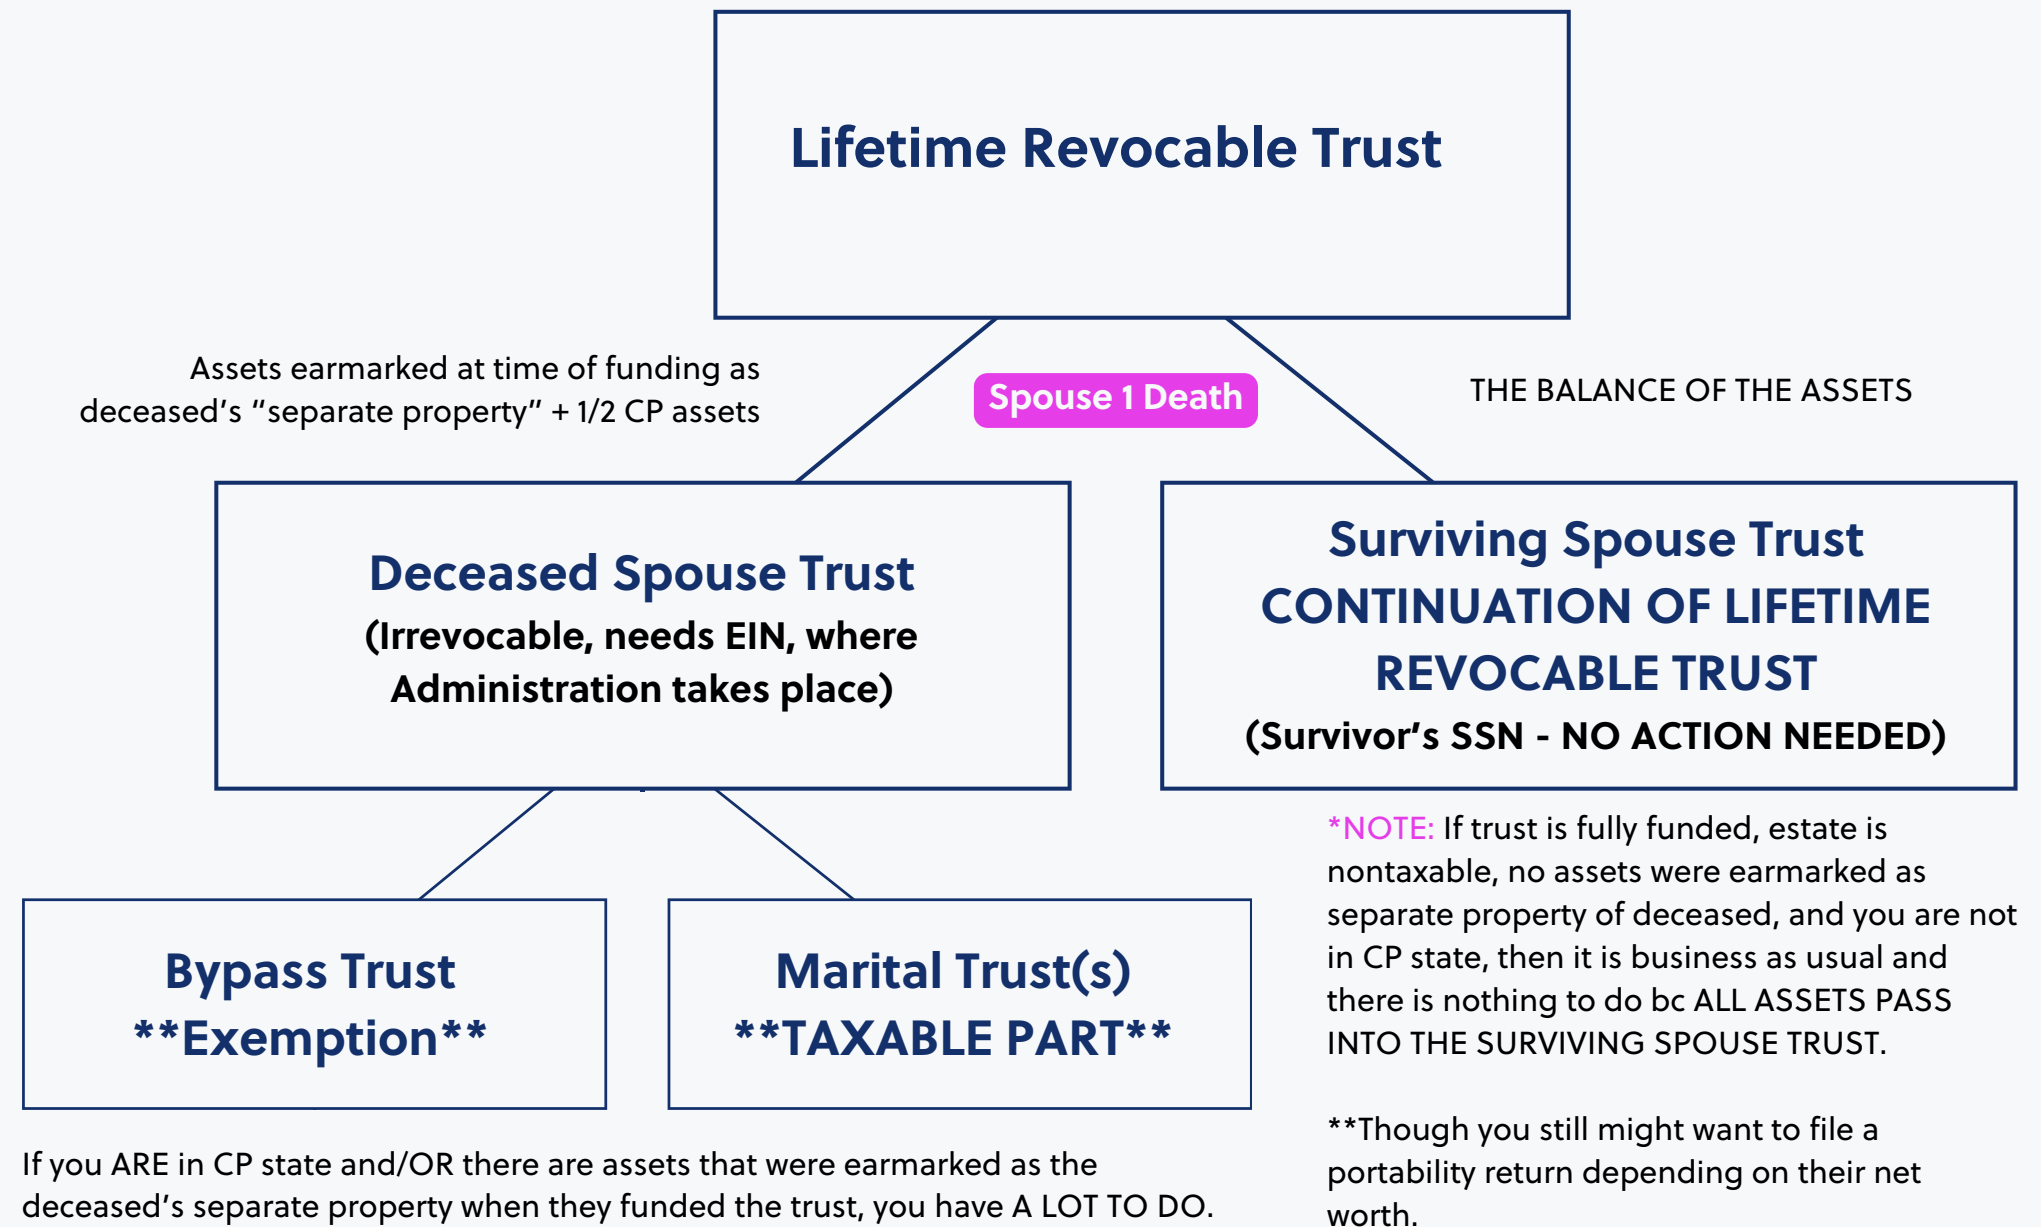 Lifetime Revocable Trust
Assets earmarked at time of funding as
deceased’s “separate property” + 1/2 CP assets
Spouse 1 Death
THE BALANCE OF THE ASSETS
Deceased Spouse Trust
(Irrevocable, needs EIN, where
Administration takes place)
Surviving Spouse Trust
CONTINUATION OF LIFETIME
REVOCABLE TRUST
(Survivor’s SSN - NO ACTION NEEDED)
Bypass Trust
**Exemption**
Marital Trust(s)
**TAXABLE PART**
*NOTE: If trust is fully funded, estate is
nontaxable, no assets were earmarked as
separate property of deceased, and you are not
in CP state, then it is business as usual and
there is nothing to do bc ALL ASSETS PASS
INTO THE SURVIVING SPOUSE TRUST.
**Though you still might want to file a
portability return depending on their net
worth.
If you ARE in CP state and/OR there are assets that were earmarked as the
deceased’s separate property when they funded the trust, you have A LOT TO DO.